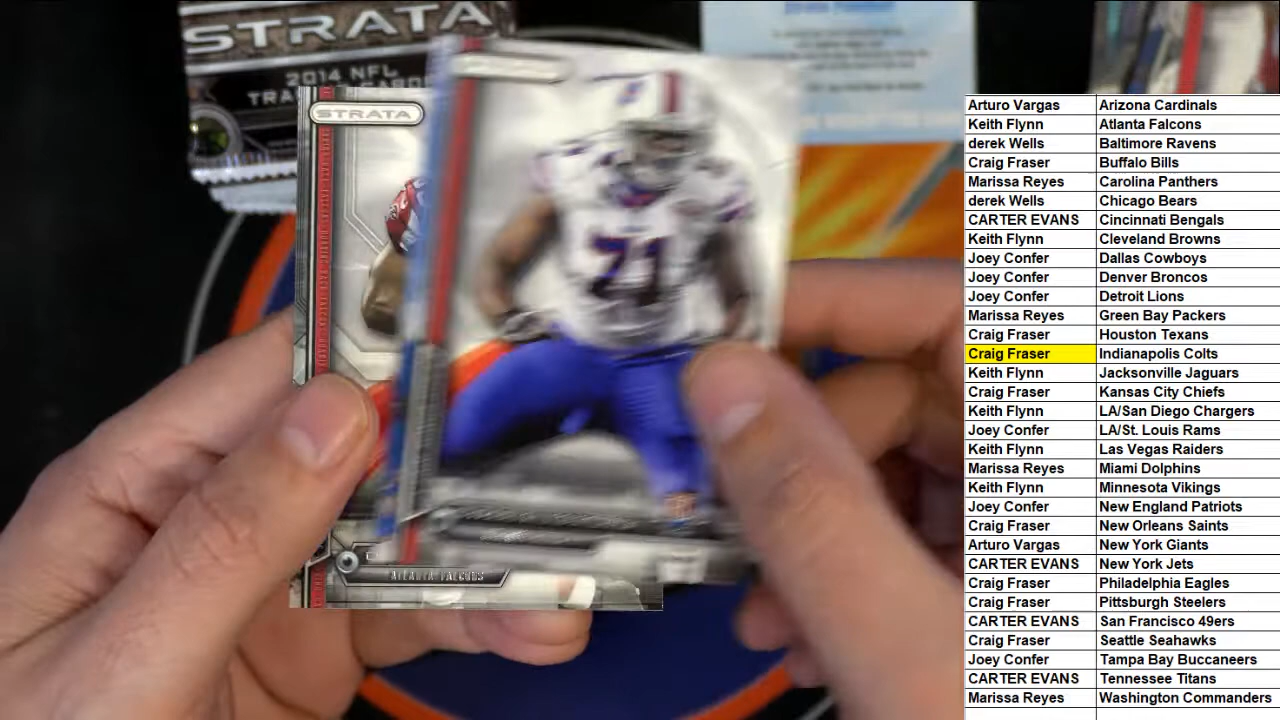 STRATA
2014 NFL
STRATA
71
ATLANTA FALCONS
Arturo Vargas Arizona Cardinals
Keith Flynn Atlanta Falcons
derek Wells Baltimore Ravens
Craig Fraser Buffalo Bills
Marissa Reyes Carolina Panthers
derek Wells Chicago Bears
CARTER EVANS Cincinnati Bengals
Keith Flynn Cleveland Browns
Joey Confer Dallas Cowboys
Joey Confer Denver Broncos
Joey Confer Detroit Lions
Marissa Reyes Green Bay Packers
Craig Fraser Houston Texans
Craig Fraser Indianapolis Colts
Keith Flynn Jacksonville Jaguars
Craig Fraser Kansas City Chiefs
Keith Flynn LA/San Diego Chargers
Joey Confer LA/St. Louis Rams
Keith Flynn Las Vegas Raiders
Marissa Reyes Miami Dolphins
Keith Flynn Minnesota Vikings
Joey Confer New England Patriots
Craig Fraser New Orleans Saints
Arturo Vargas New York Giants
CARTER EVANS New York Jets
Craig Fraser Philadelphia Eagles
Craig Fraser Pittsburgh Steelers
CARTER EVANS San Francisco 49ers
Craig Fraser Seattle Seahawks
Joey Confer Tampa Bay Buccaneers
CARTER EVANS Tennessee Titans
Marissa Reyes Washington Commanders